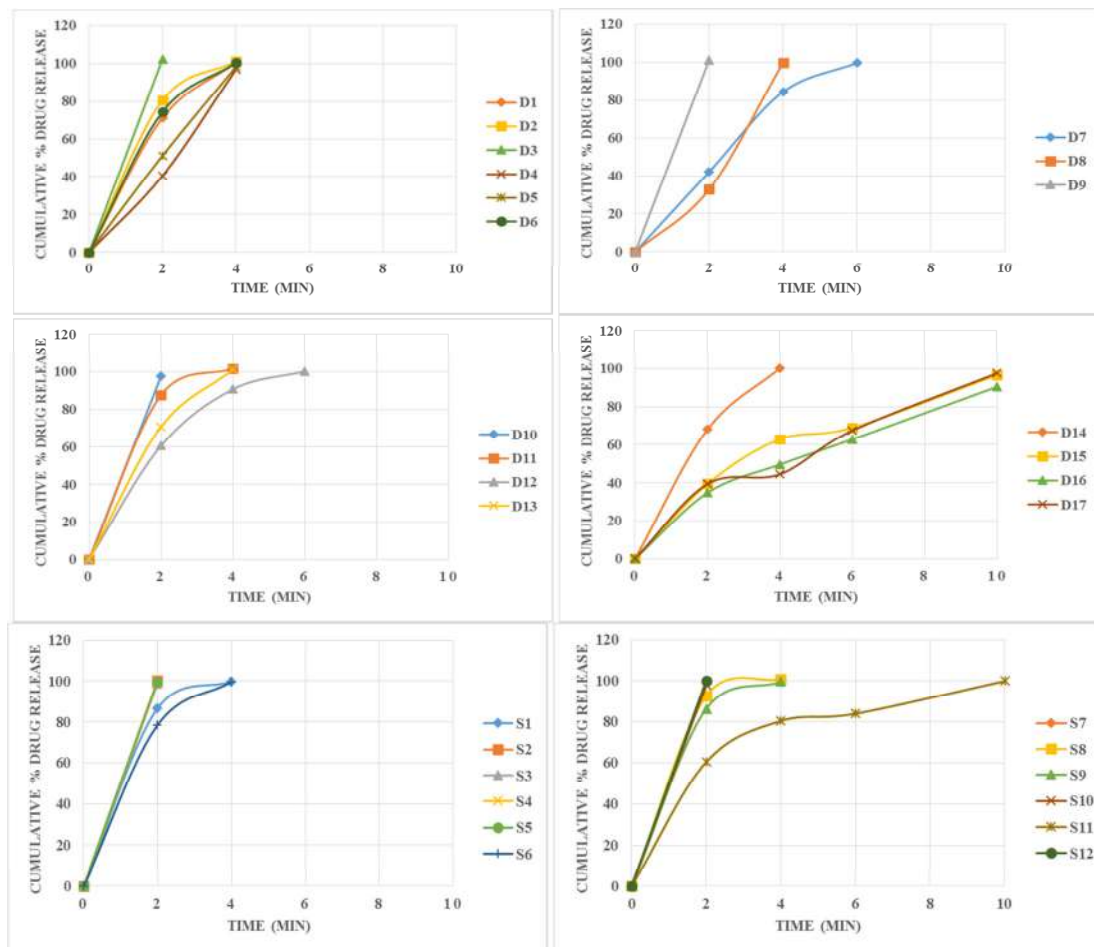 CUMULATIVE % DRUG RELEASE
120
100
80
60
40
20
0
0 2 4 6 8 10
TIME (MIN)
D1
D2
D3
D4
D5
D6
CUMULATIVE % DRUG RELEASE
120
100
80
60
40
20
0
0 2 4 6 8 10
TIME (MIN)
D7
D8
D9
CUMULATIVE % DRUG RELEASE
120
100
80
60
40
20
0
0 2 4 6 8 10
TIME (MIN)
D10
D11
D12
D13
CUMULATIVE % DRUG RELEASE
120
100
80
60
40
20
0
0 2 4 6 8 10
TIME (MIN)
D14
D15
D16
D17
CUMULATIVE % DRUG RELEASE
120
100
80
60
40
20
0
0 2 4 6 8 10
TIME (MIN)
S1
S2
S3
S4
S5
S6
CUMULATIVE % DRUG RELEASE
120
100
80
60
40
20
0
0 2 4 6 8 10
TIME (MIN)
S7
S8
S9
S10
S11
S12